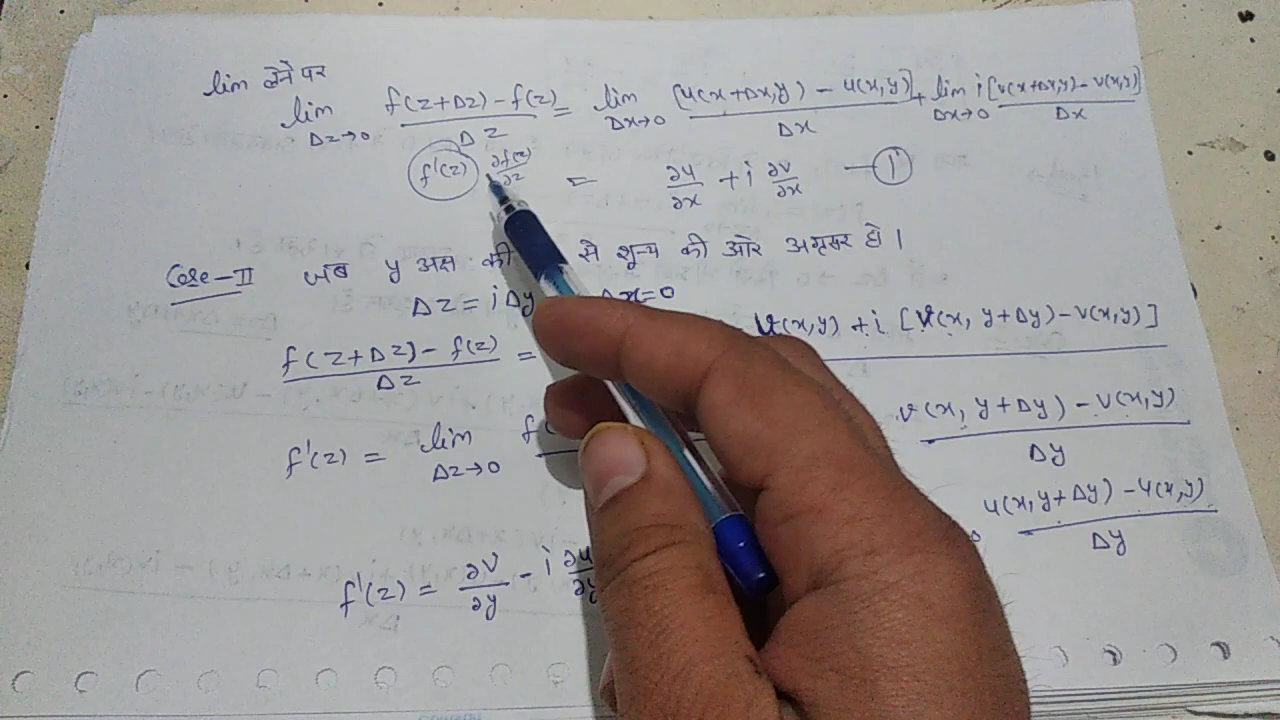 lim लेने पर
lim Δz→0 f(z+Δz) - f(z) / Δz = lim Δx→0 [u(x+Δx,y) - u(x,y)] / Δx + lim Δx→0 i[v(x+Δx,y) - v(x,y)] / Δx
f'(z) ∂f(z)/∂z = ∂u/∂x + i ∂v/∂x — ①
Case-II जब y अक्ष की से शून्य की ओर अग्रसर हो।
Δz = iΔy Δx=0
f(z+Δz) - f(z) / Δz = u(x,y) + i [v(x, y+Δy) - v(x,y)]
f'(z) = lim Δz→0 v(x, y+Δy) - v(x,y) / Δy
u(x, y+Δy) - u(x,y) / Δy
f'(z) = ∂v/∂y - i ∂u/∂y